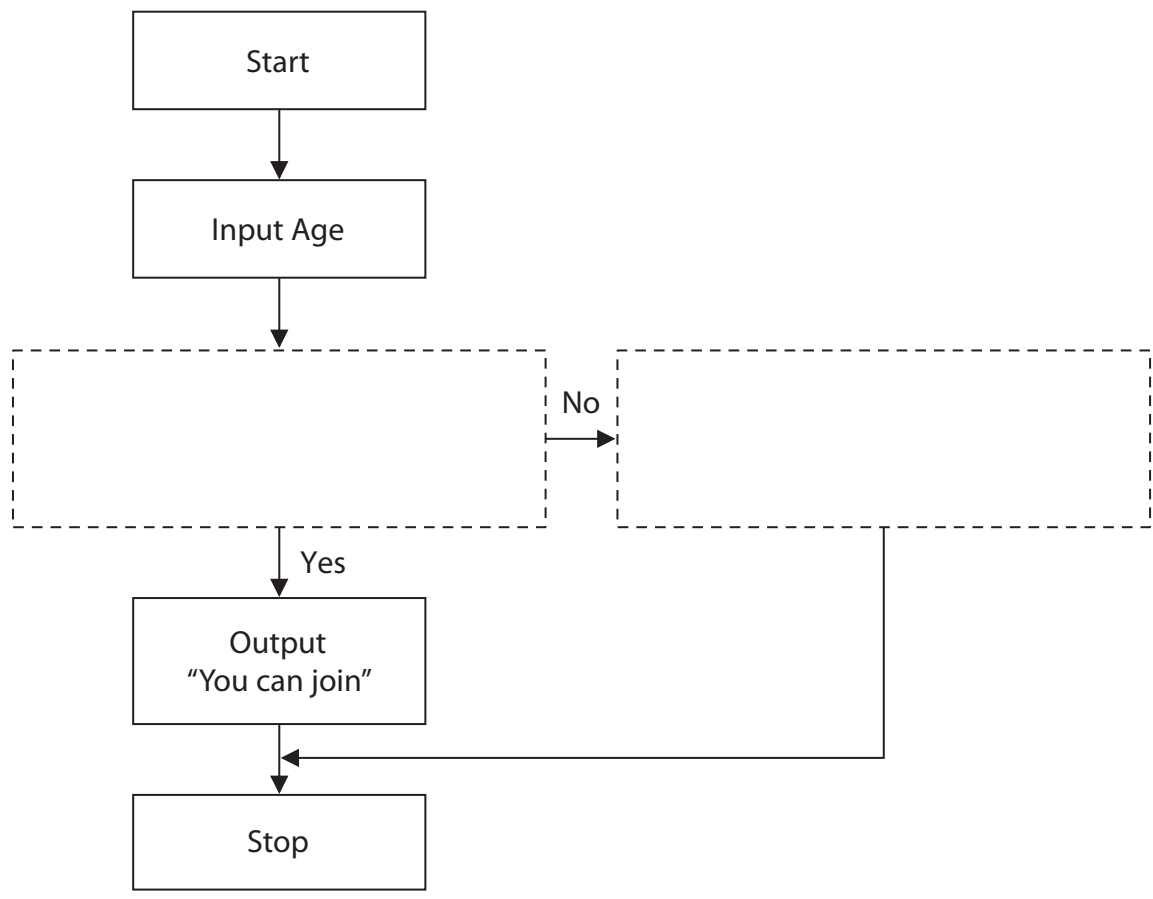 Start
Input Age
No
Yes
Output
“You can join”
Stop